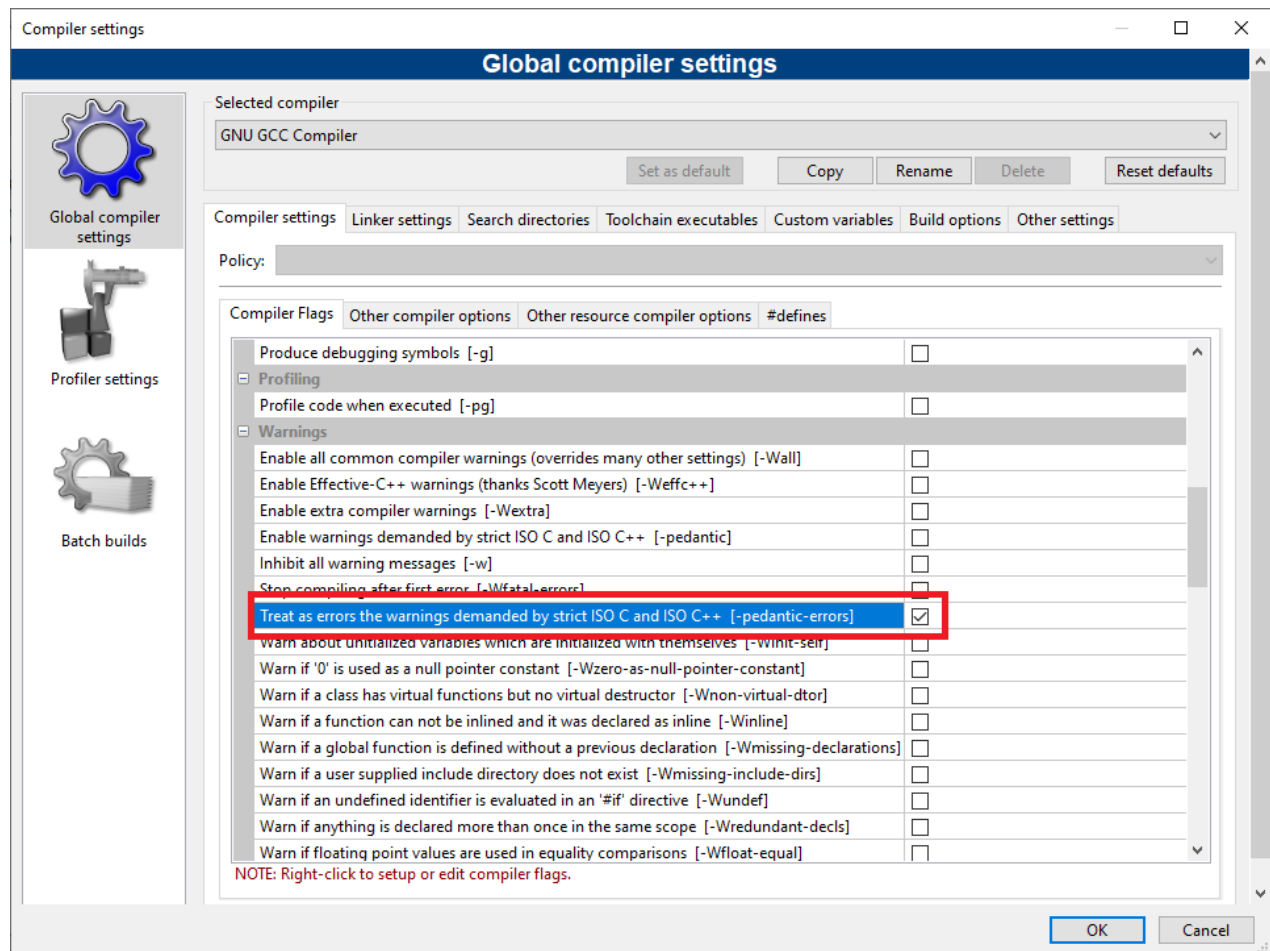 Compiler settings
Global compiler settings
Global compiler
settings
Profiler settings
Batch builds
Selected compiler
GNU GCC Compiler
Set as default
Copy
Rename
Delete
Reset defaults
Compiler settings
Linker settings
Search directories
Toolchain executables
Custom variables
Build options
Other settings
Policy:
Compiler Flags
Other compiler options
Other resource compiler options
#defines
Produce debugging symbols [-g]
Profiling
Profile code when executed [-pg]
Warnings
Enable all common compiler warnings (overrides many other settings) [-Wall]
Enable Effective-C++ warnings (thanks Scott Meyers) [-Weffc++]
Enable extra compiler warnings [-Wextra]
Enable warnings demanded by strict ISO C and ISO C++ [-pedantic]
Inhibit all warning messages [-w]
Stop compiling after first error [-Wfatal-errors]
Treat as errors the warnings demanded by strict ISO C and ISO C++ [-pedantic-errors]
Warn about unitialized variables which are initialized with themselves [-Winit-self]
Warn if '0' is used as a null pointer constant [-Wzero-as-null-pointer-constant]
Warn if a class has virtual functions but no virtual destructor [-Wnon-virtual-dtor]
Warn if a function can not be inlined and it was declared as inline [-Winline]
Warn if a global function is defined without a previous declaration [-Wmissing-declarations]
Warn if a user supplied include directory does not exist [-Wmissing-include-dirs]
Warn if an undefined identifier is evaluated in an '#if' directive [-Wundef]
Warn if anything is declared more than once in the same scope [-Wredundant-decls]
Warn if floating point values are used in equality comparisons [-Wfloat-equal]
NOTE: Right-click to setup or edit compiler flags.
OK
Cancel